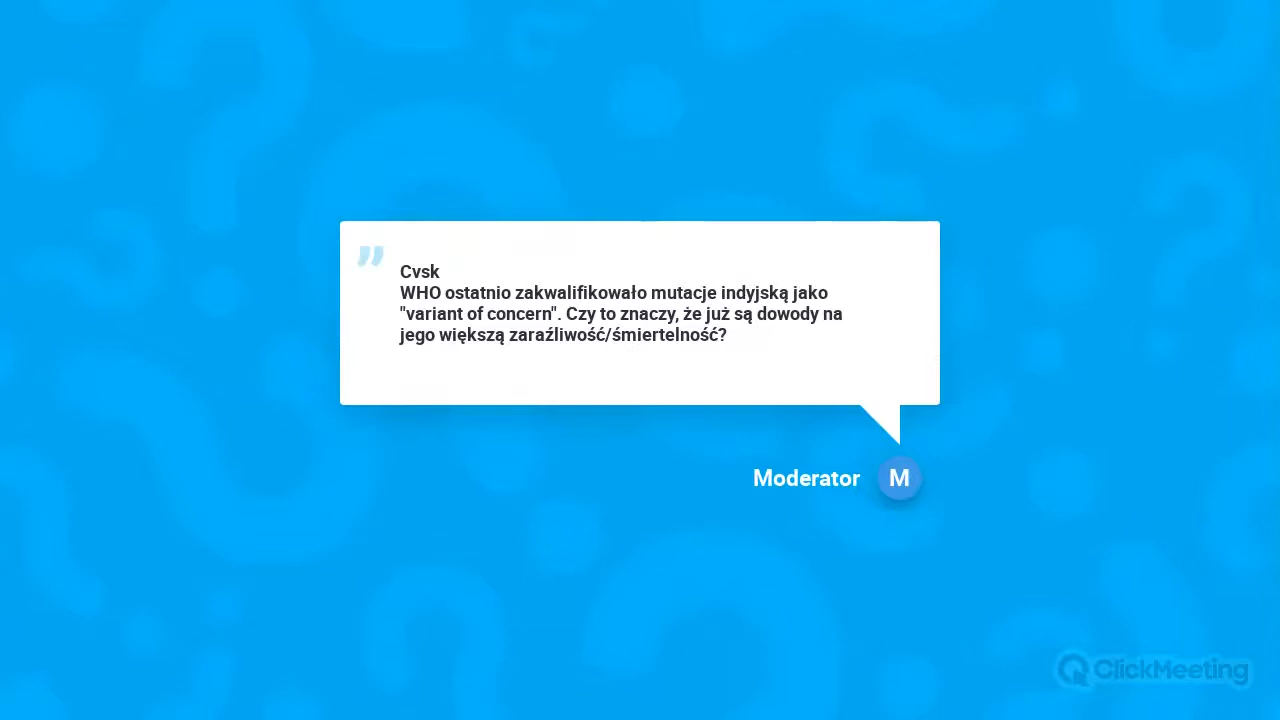 ”
Cvsk
WHO ostatnio zakwalifikowało mutacje indyjską jako
"variant of concern". Czy to znaczy, że już są dowody na
jego większą zaraźliwość/śmiertelność?
Moderator M
ClickMeeting